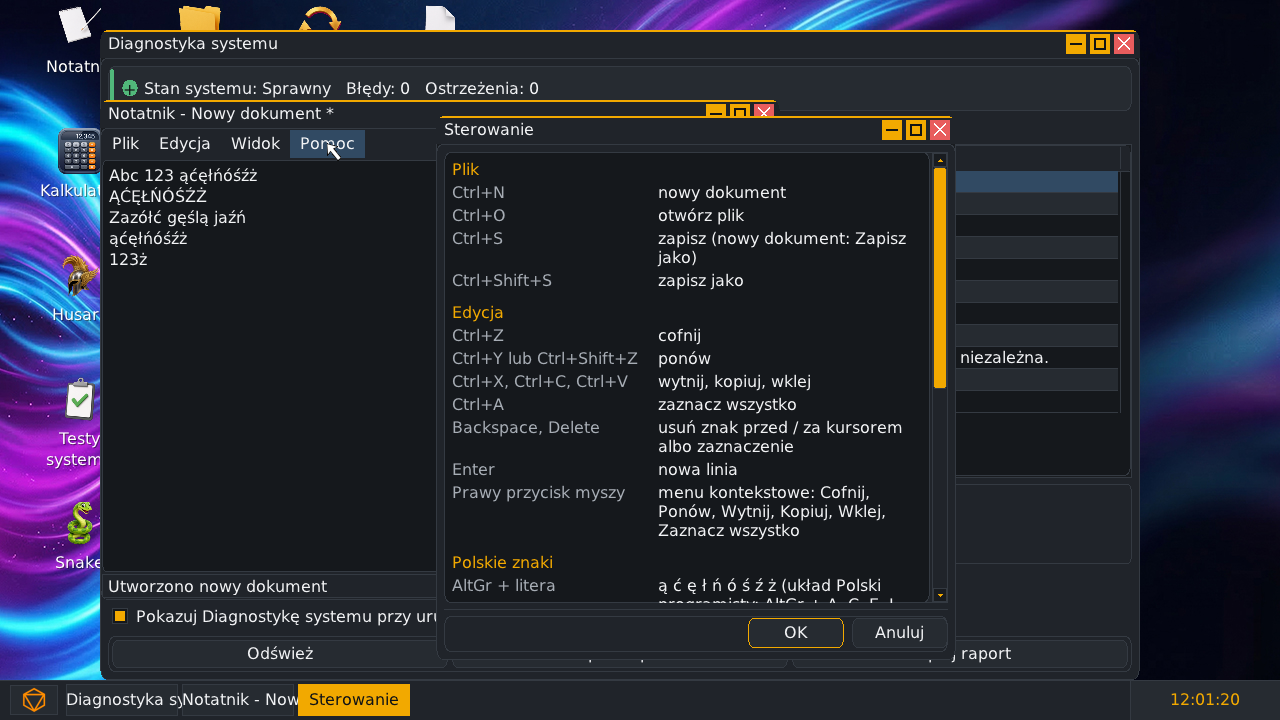 Notatn
Kalkula
Husar
Testy
system
Snake
Diagnostyka systemu
Stan systemu: Sprawny Błędy: 0 Ostrzeżenia: 0
Notatnik - Nowy dokument *
Plik Edycja Widok Pomoc
Abc 123 ąćęłńóśźż
ĄĆĘŁŃÓŚŹŻ
Zazółć gęślą jaźń
ąćęłńóśźż
123ż
Utworzono nowy dokument
Sterowanie
Plik
Ctrl+N nowy dokument
Ctrl+O otwórz plik
Ctrl+S zapisz (nowy dokument: Zapisz
jako)
Ctrl+Shift+S zapisz jako
Edycja
Ctrl+Z cofnij
Ctrl+Y lub Ctrl+Shift+Z ponów
Ctrl+X, Ctrl+C, Ctrl+V wytnij, kopiuj, wklej
Ctrl+A zaznacz wszystko
Backspace, Delete usuń znak przed / za kursorem
albo zaznaczenie
Enter nowa linia
Prawy przycisk myszy menu kontekstowe: Cofnij,
Ponów, Wytnij, Kopiuj, Wklej,
Zaznacz wszystko
Polskie znaki
AltGr + litera ą ć ę ł ń ó ś ź ż (układ Polski
OK Anuluj
niezależna.
Pokazuj Diagnostykę systemu przy
Odśwież
raport
Diagnostyka sy Notatnik - Now Sterowanie 12:01:20